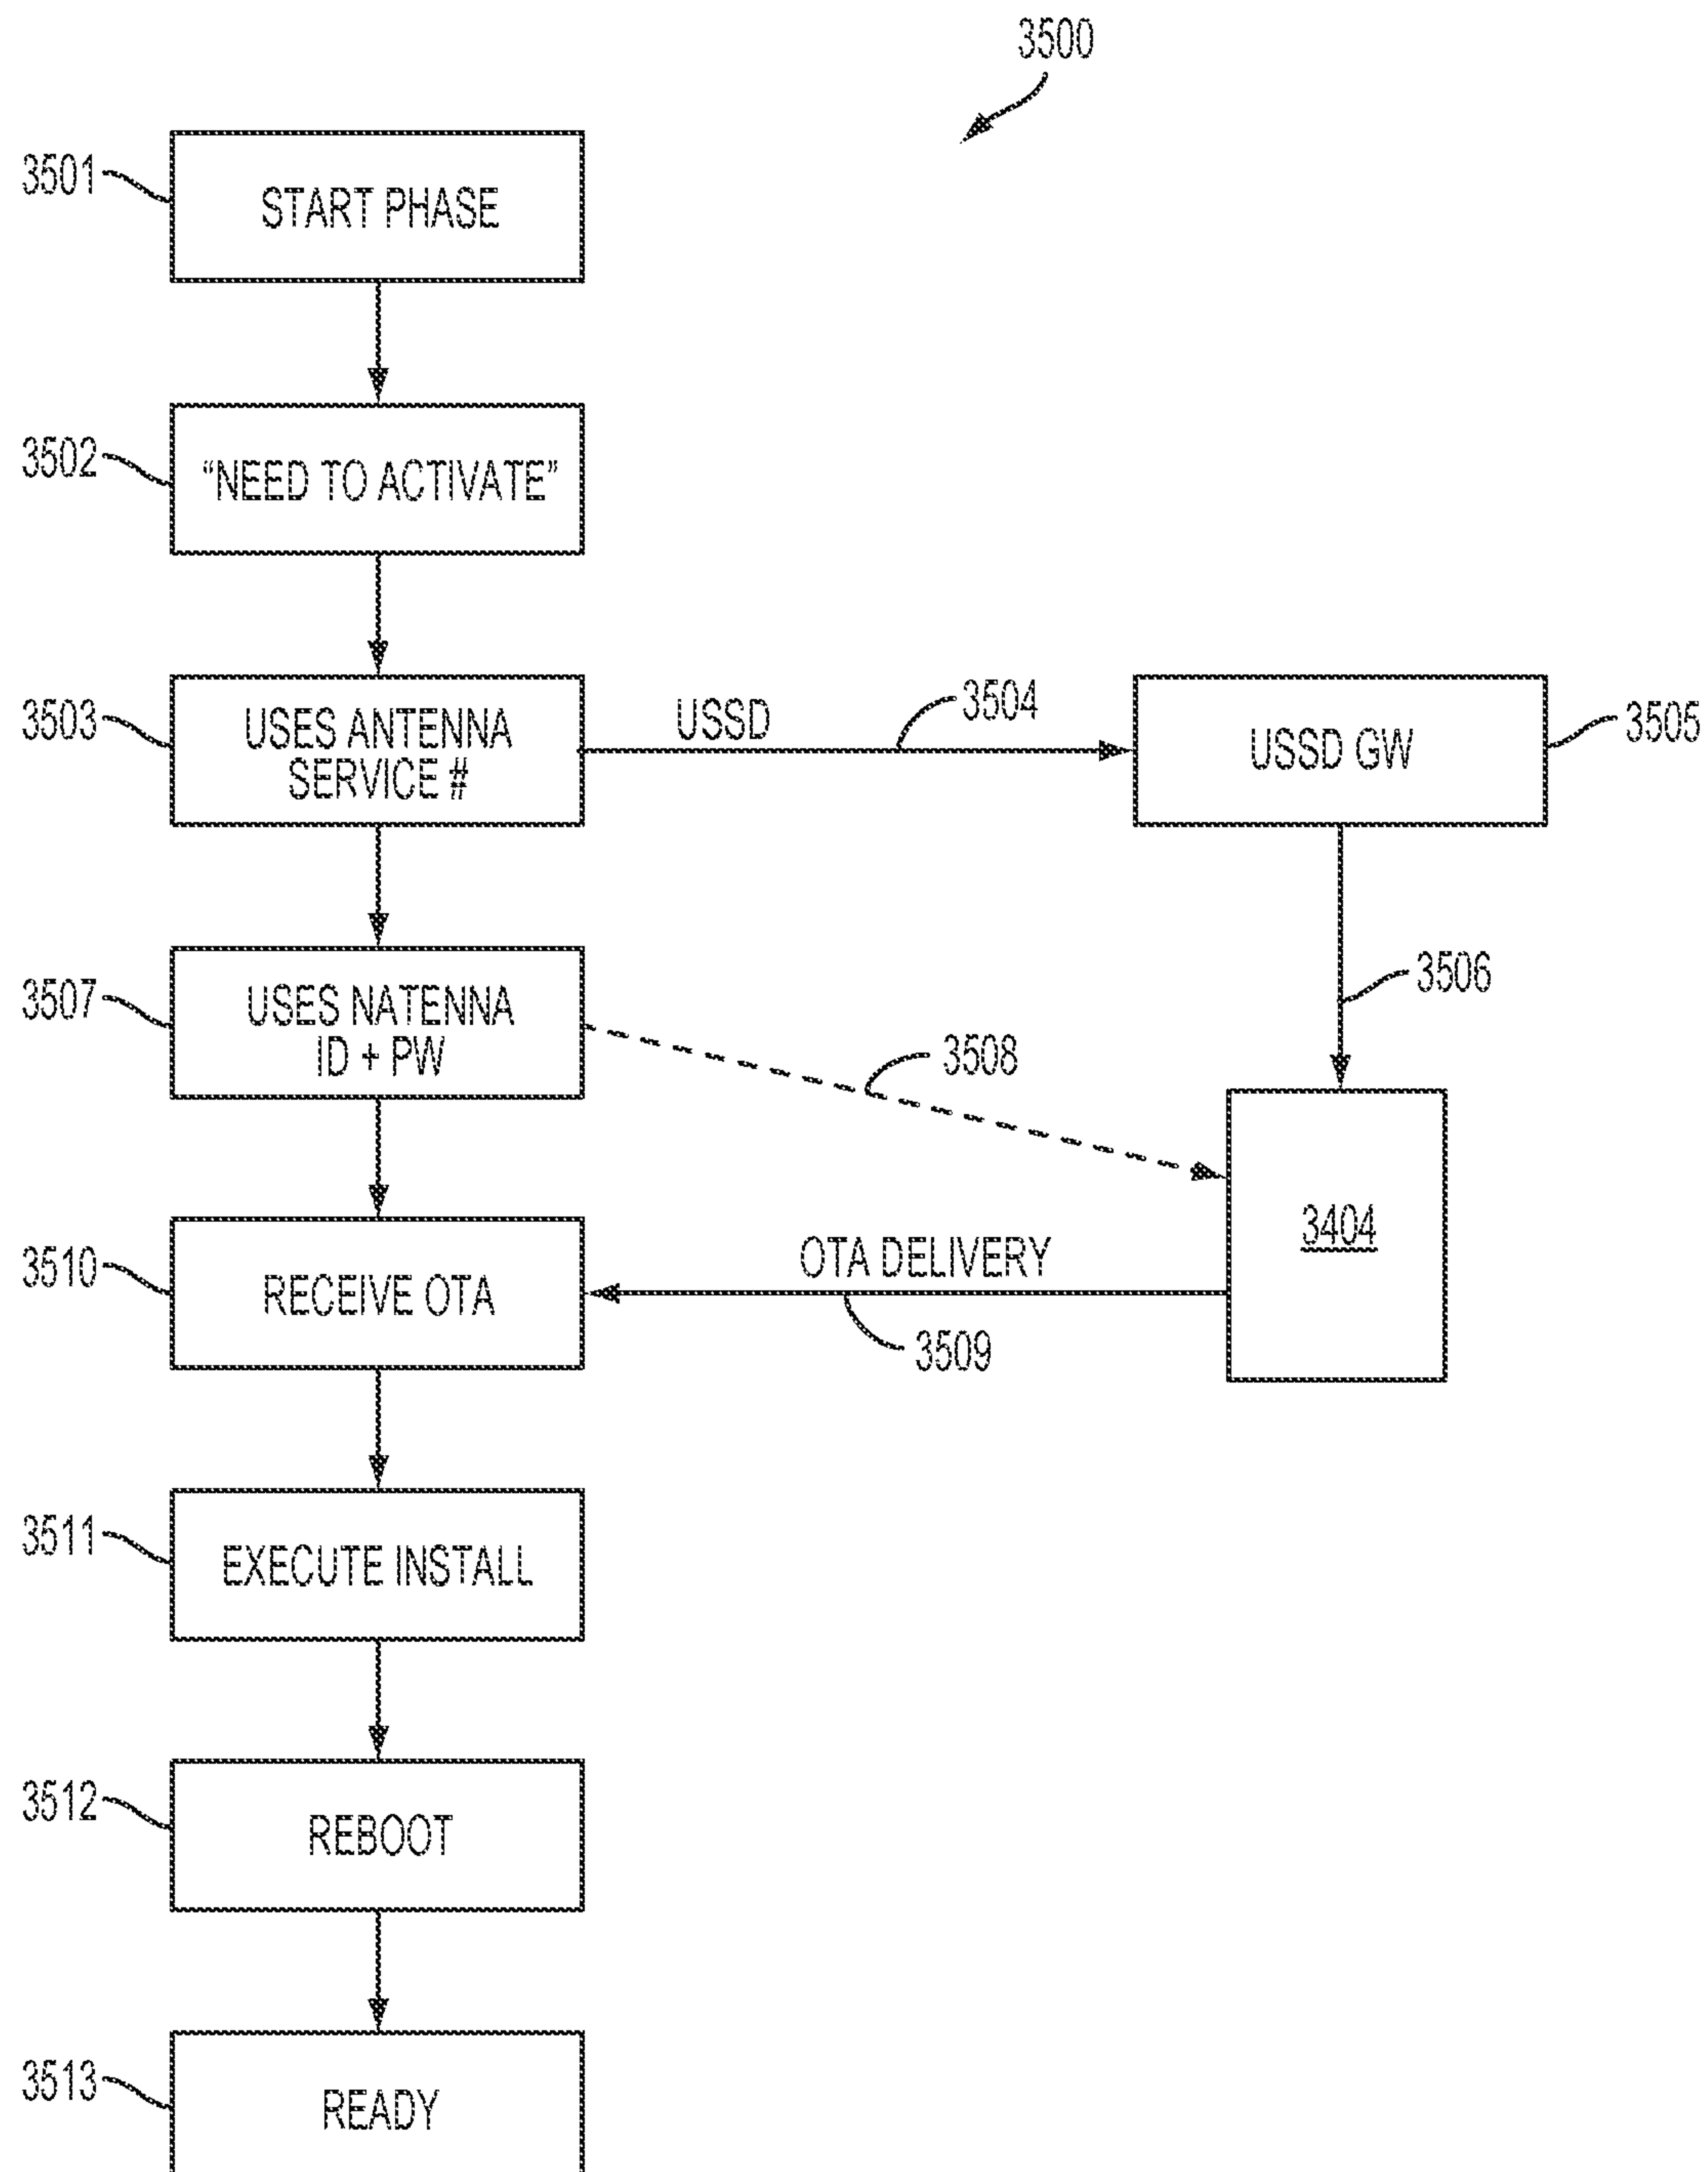 3500
3501
START PHASE
3502
“NEED TO ACTIVATE”
3503
USES ANTENNA
SERVICE #
USSD
3504
USSD GW
3505
3506
3507
USES NATENNA
ID + PW
3508
3404
OTA DELIVERY
3509
3510
RECEIVE OTA
3511
EXECUTE INSTALL
3512
REBOOT
3513
READY